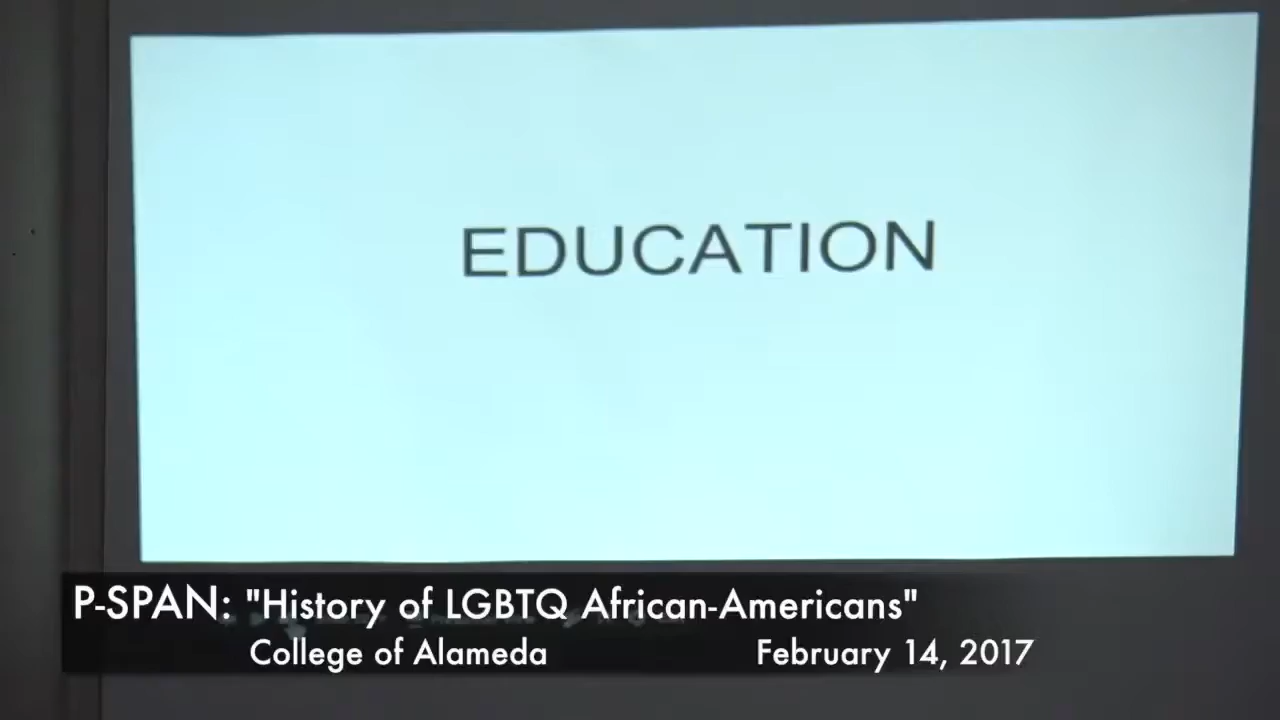 EDUCATION
P-SPAN: "History of LGBTQ African-Americans"
College of Alameda February 14, 2017